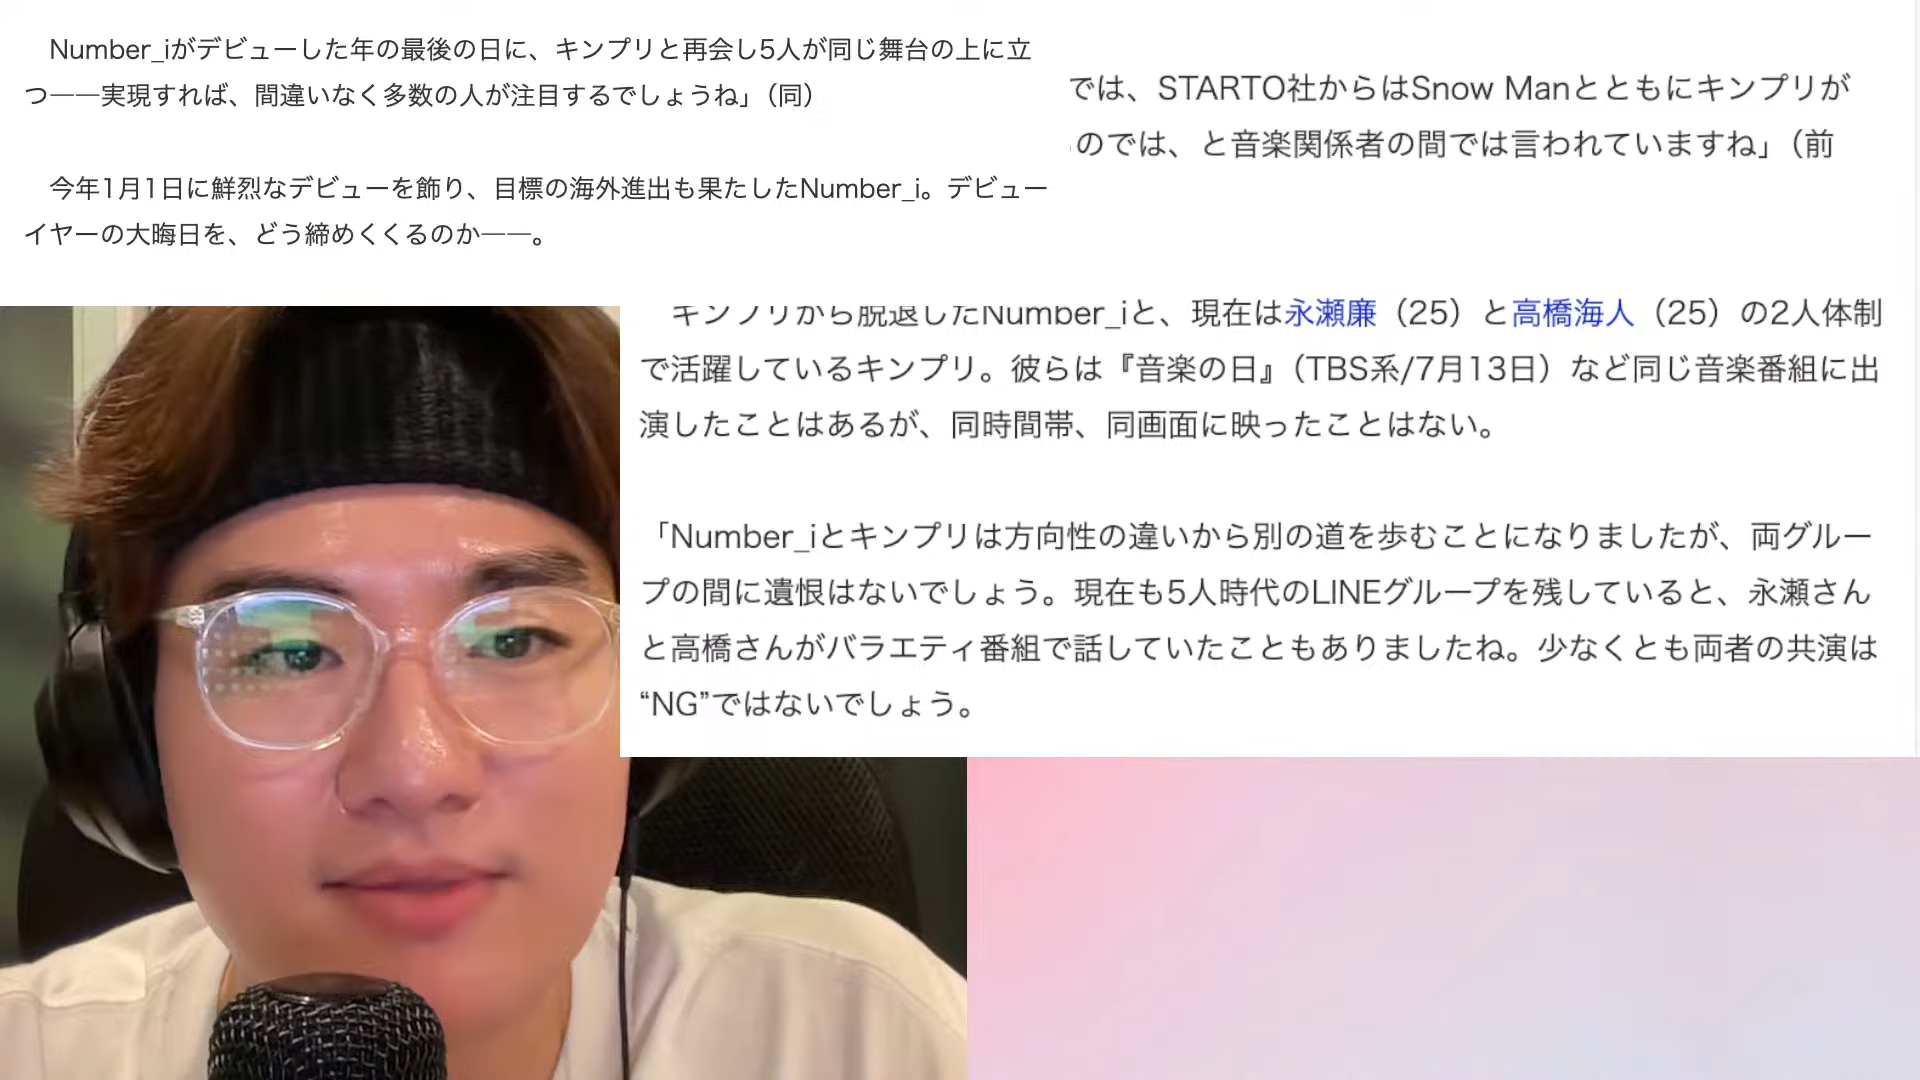 Number_iがデビューした年の最後の日に、キンプリと再会し5人が同じ舞台の上に立
つ――実現すれば、間違いなく多数の人が注目するでしょうね」（同）
今年1月1日に鮮烈なデビューを飾り、目標の海外進出も果たしたNumber_i。デビュー
イヤーの大晦日を、どう締めくくるのか――。
では、STARTO社からはSnow Manとともにキンプリが
のでは、と音楽関係者の間では言われていますね」（前
キンプリから脱退したNumber_iと、現在は永瀬廉（25）と高橋海人（25）の2人体制
で活躍しているキンプリ。彼らは『音楽の日』（TBS系/7月13日）など同じ音楽番組に出
演したことはあるが、同時間帯、同画面に映ったことはない。
「Number_iとキンプリは方向性の違いから別の道を歩むことになりましたが、両グルー
プの間に遺恨はないでしょう。現在も5人時代のLINEグループを残していると、永瀬さん
と高橋さんがバラエティ番組で話していたこともありましたね。少なくとも両者の共演は
“NG”ではないでしょう。